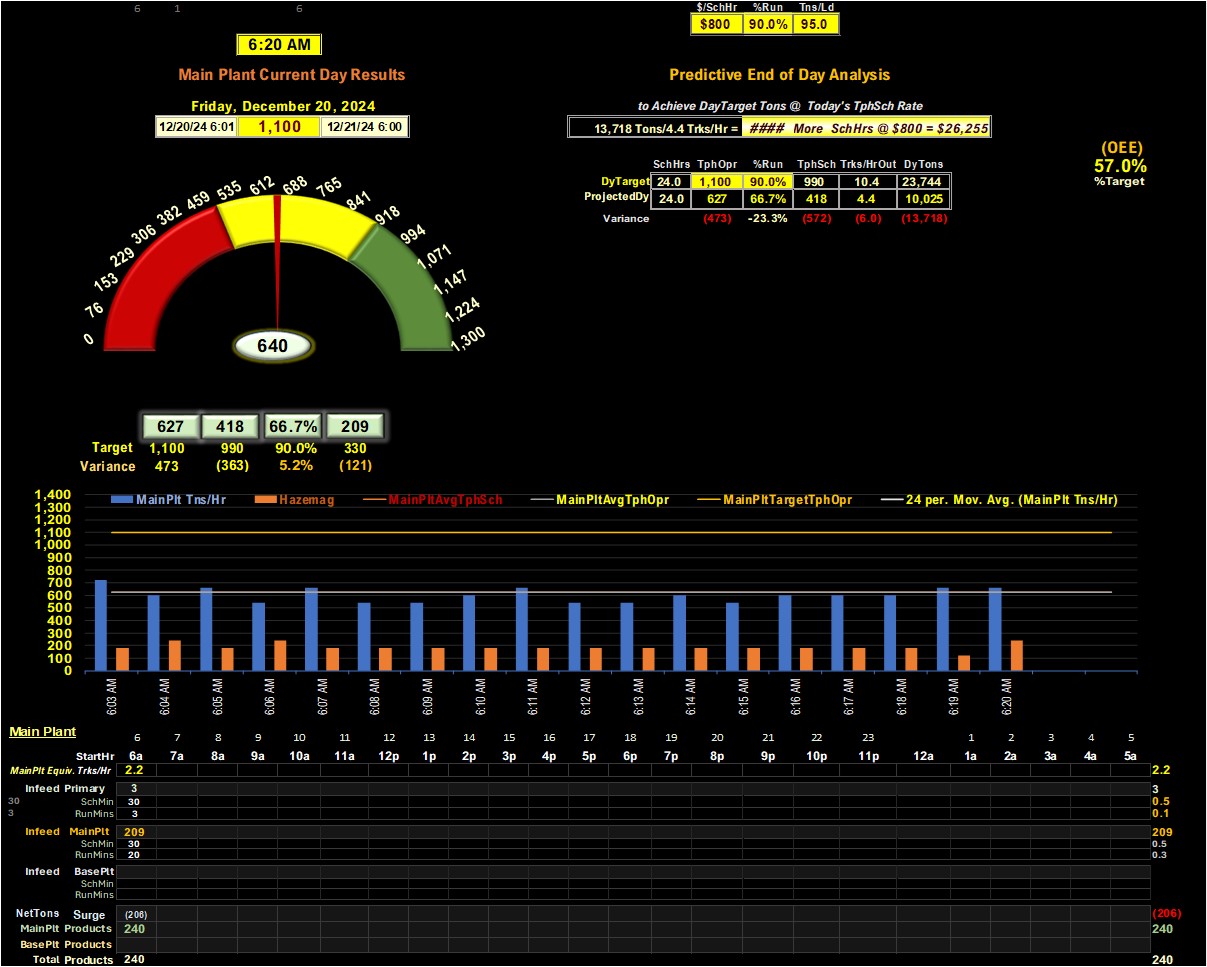 6 1 6
$/SchHr %Run Tns/Ld
$800 90.0% 95.0
6:20 AM
Main Plant Current Day Results
Predictive End of Day Analysis
Friday, December 20, 2024
to Achieve DayTarget Tons @ Today's TphSch Rate
12/20/24 6:01 1,100 12/21/24 6:00
13,718 Tons/4.4 Trks/Hr = #### More SchHrs @ $800 = $26,255
(OEE)
57.0%
%Target
SchHrs TphOpr %Run TphSch Trks/HrOut DyTons
DyTarget 24.0 1,100 90.0% 990 10.4 23,744
ProjectedDy 24.0 627 66.7% 418 4.4 10,025
Variance (473) -23.3% (572) (6.0) (13,718)
0 76 153 229 306 382 459 535 612 688 765 841 918 994 1,071 1,147 1,224 1,300
640
627 418 66.7% 209
Target 1,100 990 90.0% 330
Variance 473 (363) 5.2% (121)
MainPlt Tns/Hr Hazemag MainPltAvgTphSch MainPltAvgTphOpr MainPltTargetTphOpr 24 per. Mov. Avg. (MainPlt Tns/Hr)
1,400
1,300
1,200
1,100
1,000
900
800
700
600
500
400
300
200
100
0
6:03 AM 6:04 AM 6:05 AM 6:06 AM 6:07 AM 6:08 AM 6:09 AM 6:10 AM 6:11 AM 6:12 AM 6:13 AM 6:14 AM 6:15 AM 6:16 AM 6:17 AM 6:18 AM 6:19 AM 6:20 AM
Main Plant
6 7 8 9 10 11 12 13 14 15 16 17 18 19 20 21 22 23 1 2 3 4 5
StartHr 6a 7a 8a 9a 10a 11a 12p 1p 2p 3p 4p 5p 6p 7p 8p 9p 10p 11p 12a 1a 2a 3a 4a 5a
MainPlt Equiv. Trks/Hr 2.2 2.2
Infeed Primary 3 3
30 SchMin 30 0.5
3 RunMins 3 0.1
Infeed MainPlt 209 209
SchMin 30 0.5
RunMins 20 0.3
Infeed BasePlt
SchMin
RunMins
NetTons Surge (206) (206)
MainPlt Products 240 240
BasePlt Products
Total Products 240 240